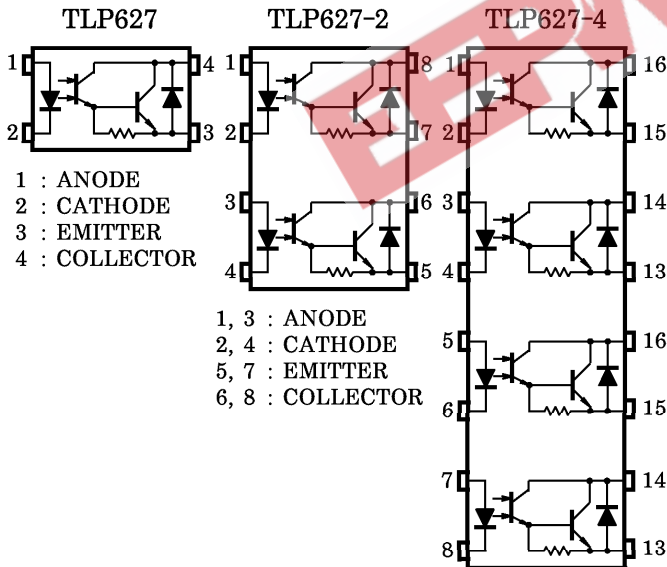 TLP627
1
4
2
3
1 : ANODE
2 : CATHODE
3 : EMITTER
4 : COLLECTOR
TLP627-2
1
8
2
7
3
6
4
5
1, 3 : ANODE
2, 4 : CATHODE
5, 7 : EMITTER
6, 8 : COLLECTOR
TLP627-4
1
16
2
15
3
14
4
13
5
16
6
15
7
14
8
13